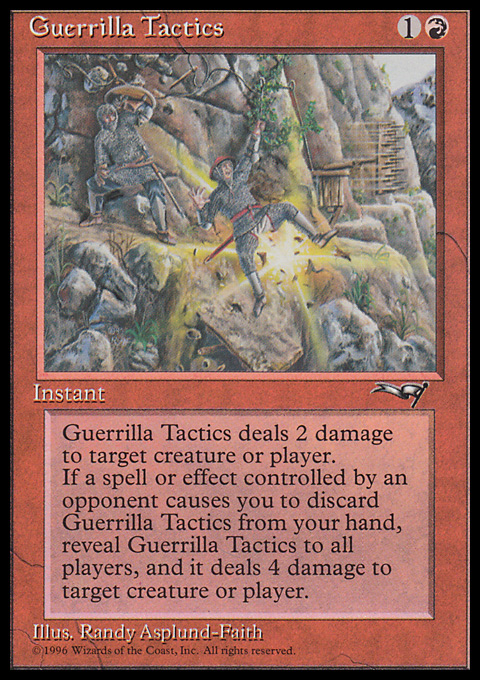 Guerrilla Tactics 1
Instant
Guerrilla Tactics deals 2 damage
to target creature or player.
If a spell or effect controlled by an
opponent causes you to discard
Guerrilla Tactics from your hand,
reveal Guerrilla Tactics to all
players, and it deals 4 damage to
target creature or player.
Illus. Randy Asplund-Faith
©1996 Wizards of the Coast, Inc. All rights reserved.